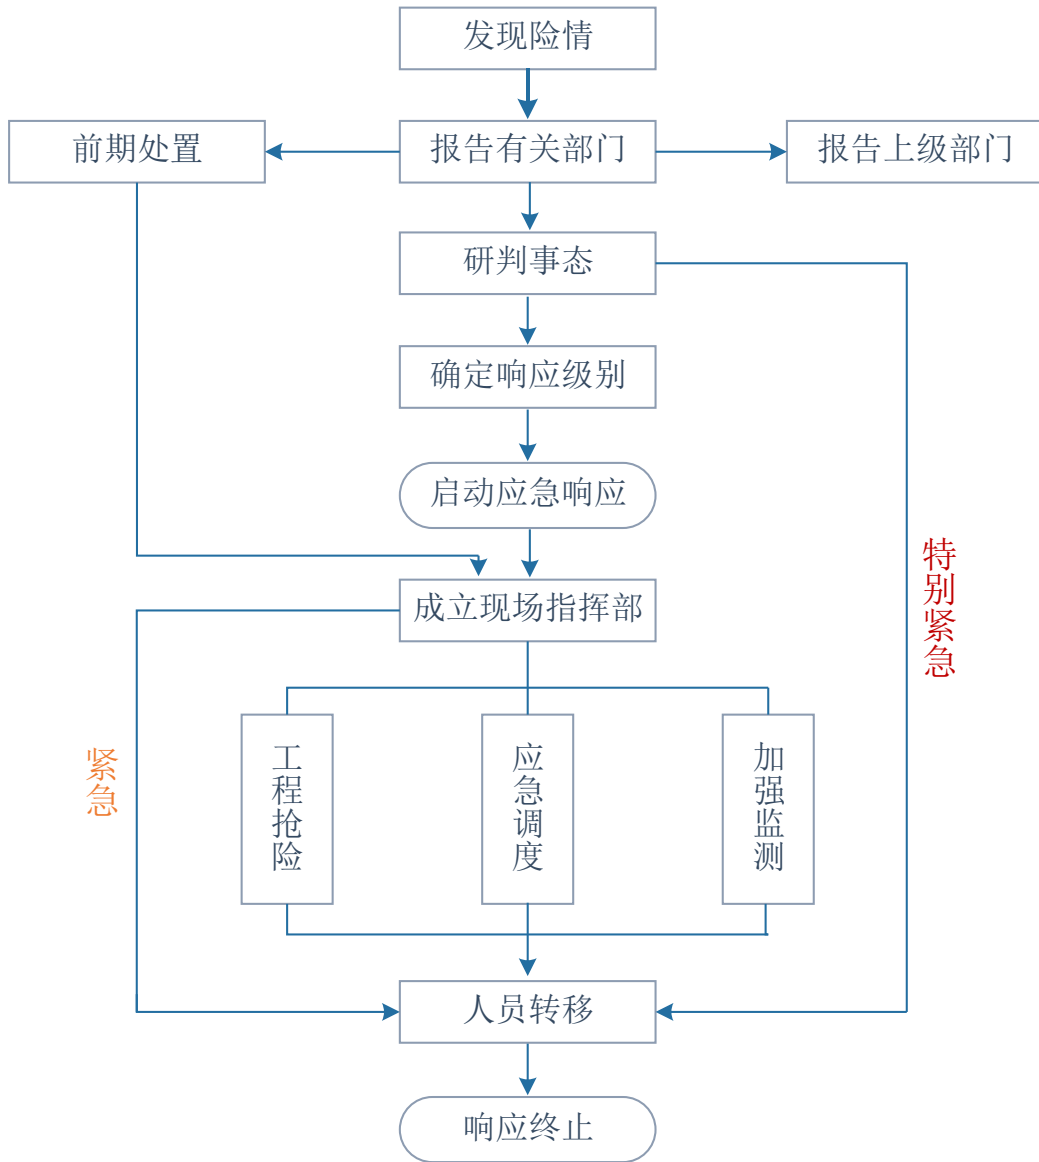 发现险情
前期处置
报告有关部门
报告上级部门
研判事态
确定响应级别
启动应急响应
成立现场指挥部
特别紧急
紧急
工程抢险
应急调度
加强监测
人员转移
响应终止